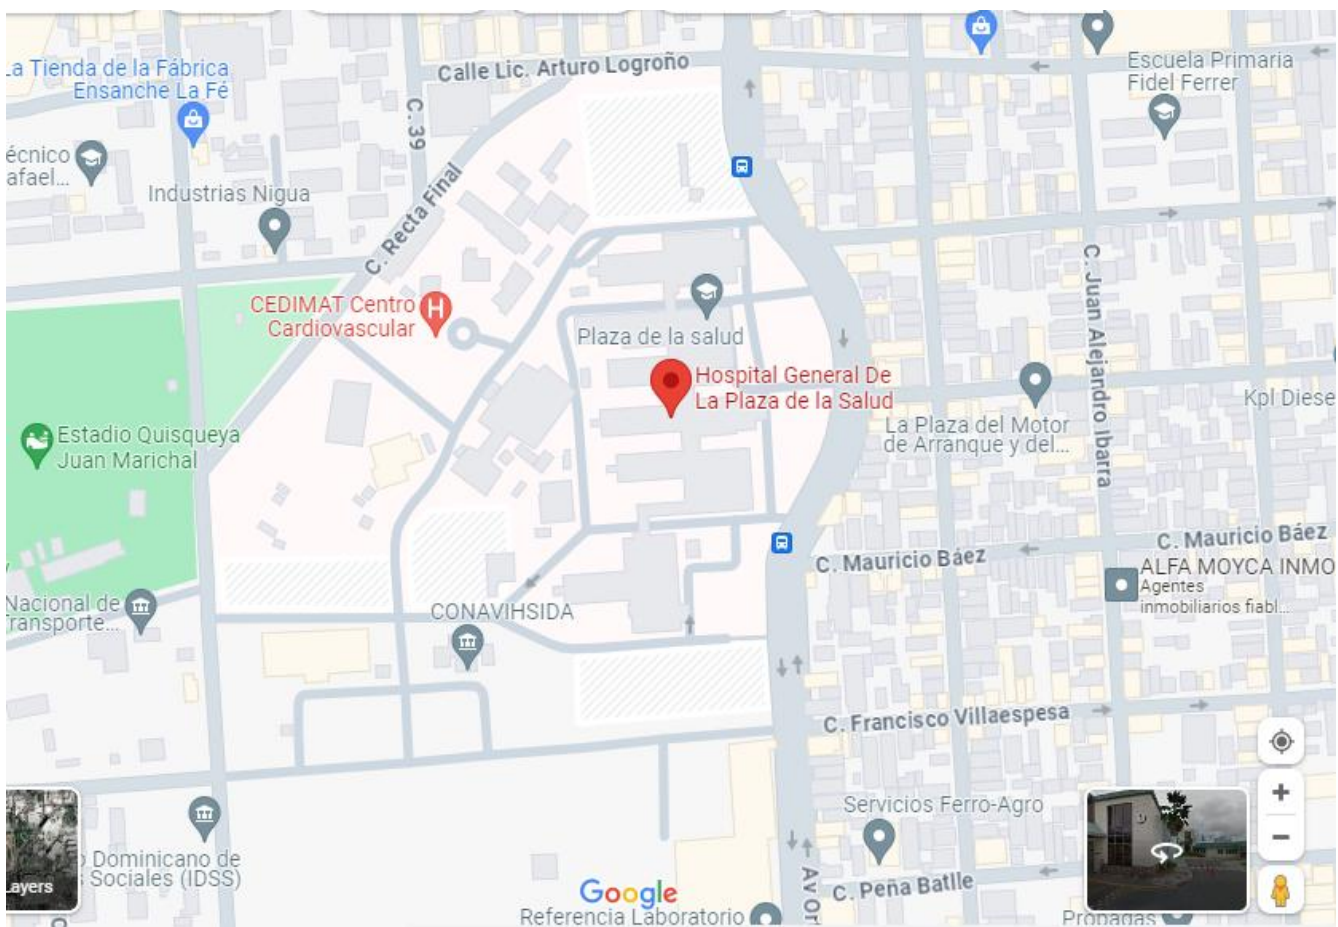 Calle Lic. Arturo Logroño
Escuela Primaria
Fidel Ferrer
La Tienda de la Fábrica
Ensanche La Fé
C. 39
écnico
afael...
Industrias Nigua
C. Recta Final
C. Juan Alejandro Ibarra
CEDIMAT Centro
Cardiovascular
H
Plaza de la salud
Hospital General De
La Plaza de la Salud
Kpl Diese
La Plaza del Motor
de Arranque y del...
Estadio Quisqueya
Juan Marichal
C. Mauricio Báez
C. Mauricio Báez
ALFA MOYCA INMO
Agentes
inmobiliarios fiabl...
Nacional de
Transporte...
CONAVIHSIDA
C. Francisco Villaespesa
Servicios Ferro-Agro
Dominicano de
Sociales (IDSS)
Layers
Google
Referencia Laboratorio
Av Or
C. Peña Batlle
Propagas